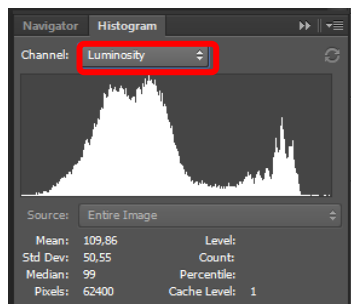 Navigator Histogram
Channel: Luminosity
Source: Entire Image
Mean: 109,86 Level:
Std Dev: 50,55 Count:
Median: 99 Percentile:
Pixels: 62400 Cache Level: 1